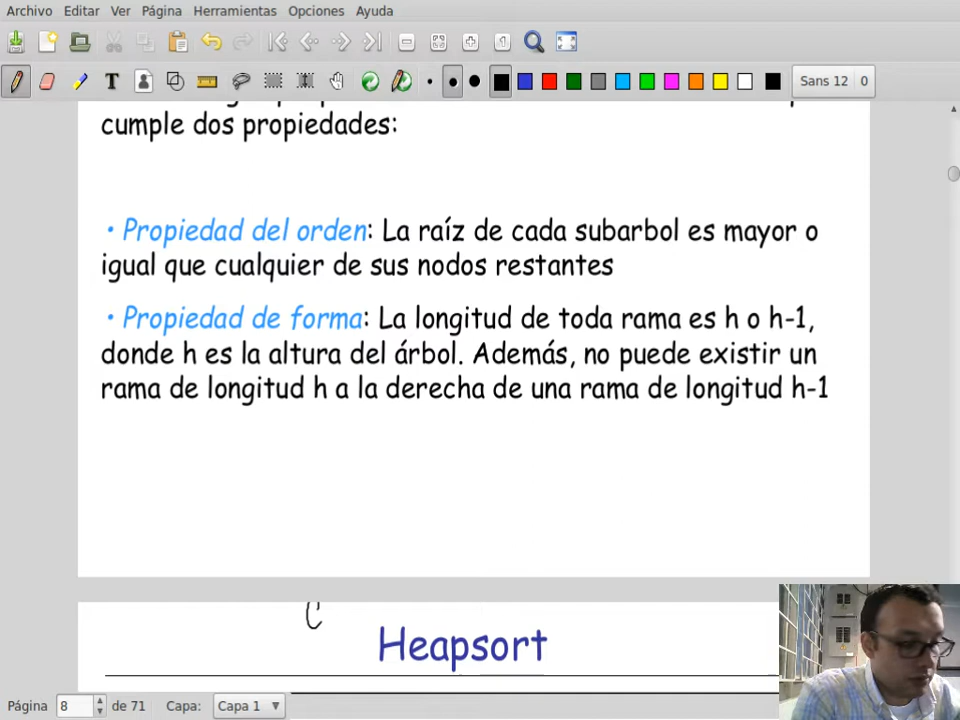 Archivo Editar Ver Página Herramientas Opciones Ayuda
T
Sans 12 0
cumple dos propiedades:
• Propiedad del orden: La raíz de cada subarbol es mayor o
igual que cualquier de sus nodos restantes
• Propiedad de forma: La longitud de toda rama es h o h-1,
donde h es la altura del árbol. Además, no puede existir un
rama de longitud h a la derecha de una rama de longitud h-1
Heapsort
Página 8 de 71 Capa: Capa 1